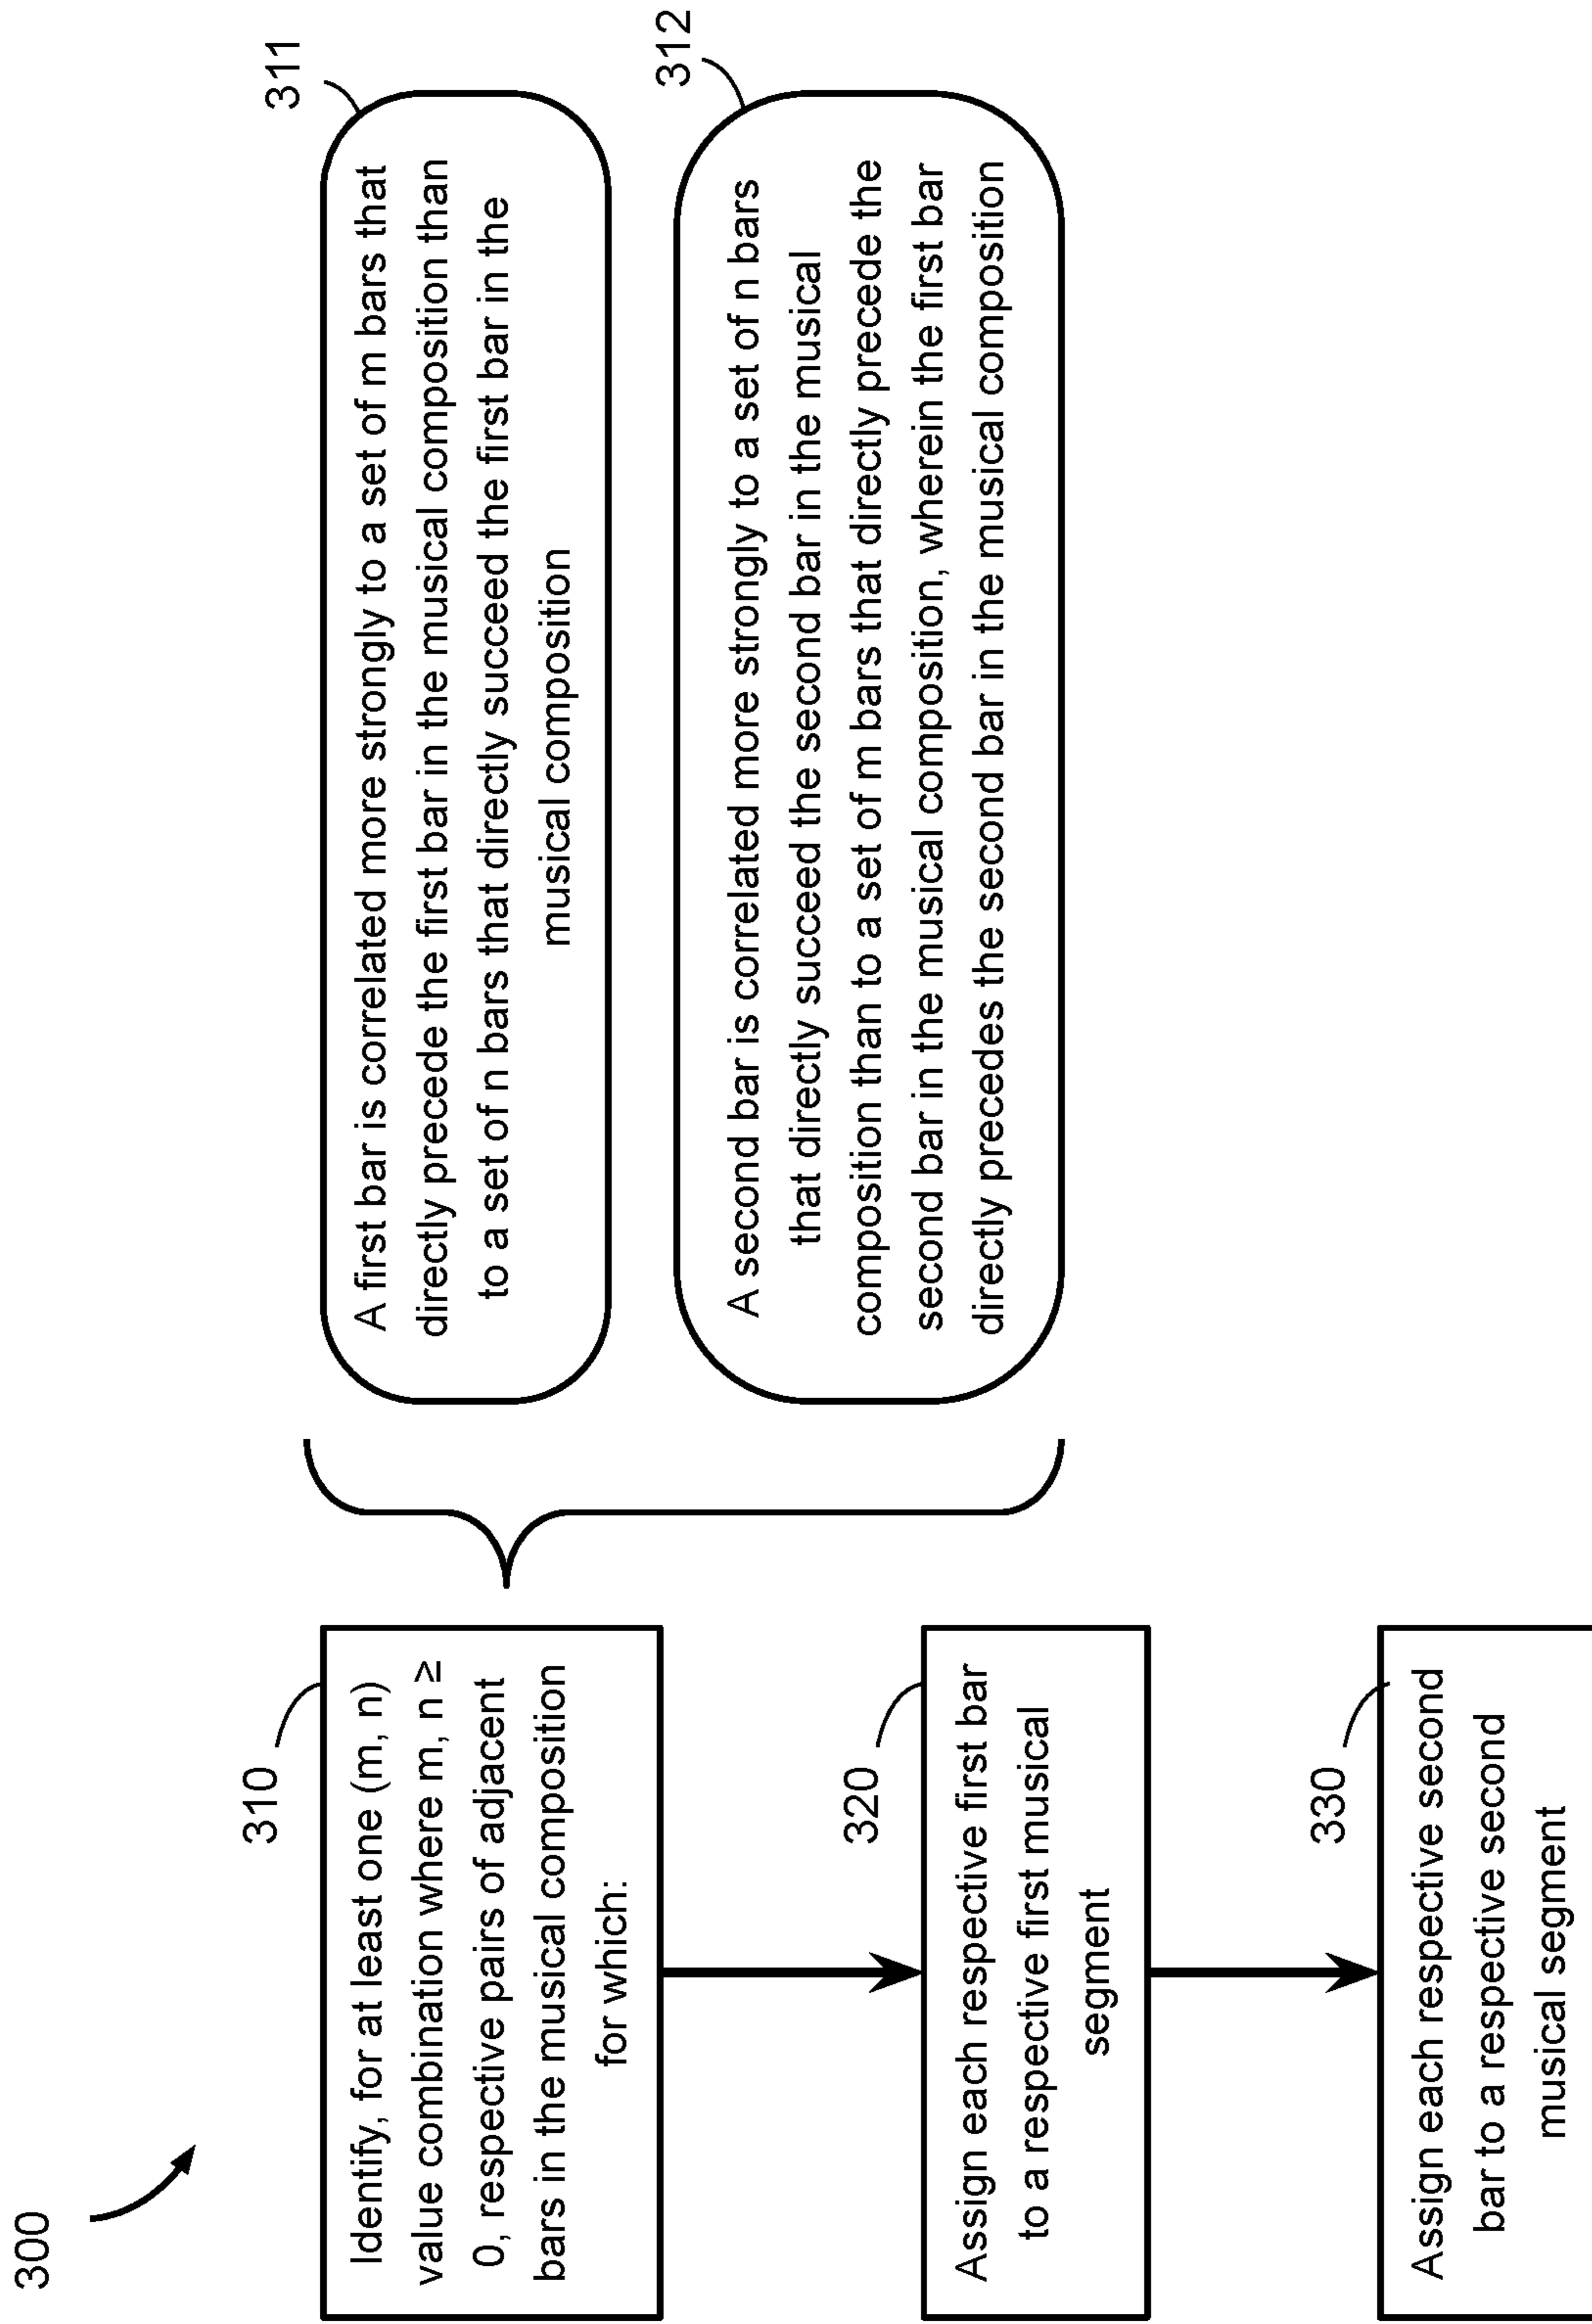 300
310
Identify, for at least one (m, n)
value combination where m, n ≥
0, respective pairs of adjacent
bars in the musical composition
for which:
311
A first bar is correlated more strongly to a set of m bars that
directly precede the first bar in the musical composition than
to a set of n bars that directly succeed the first bar in the
musical composition
312
A second bar is correlated more strongly to a set of n bars
that directly succeed the second bar in the musical
composition than to a set of m bars that directly precede the
second bar in the musical composition, wherein the first bar
directly precedes the second bar in the musical composition
320
Assign each respective first bar
to a respective first musical
segment
330
Assign each respective second
bar to a respective second
musical segment